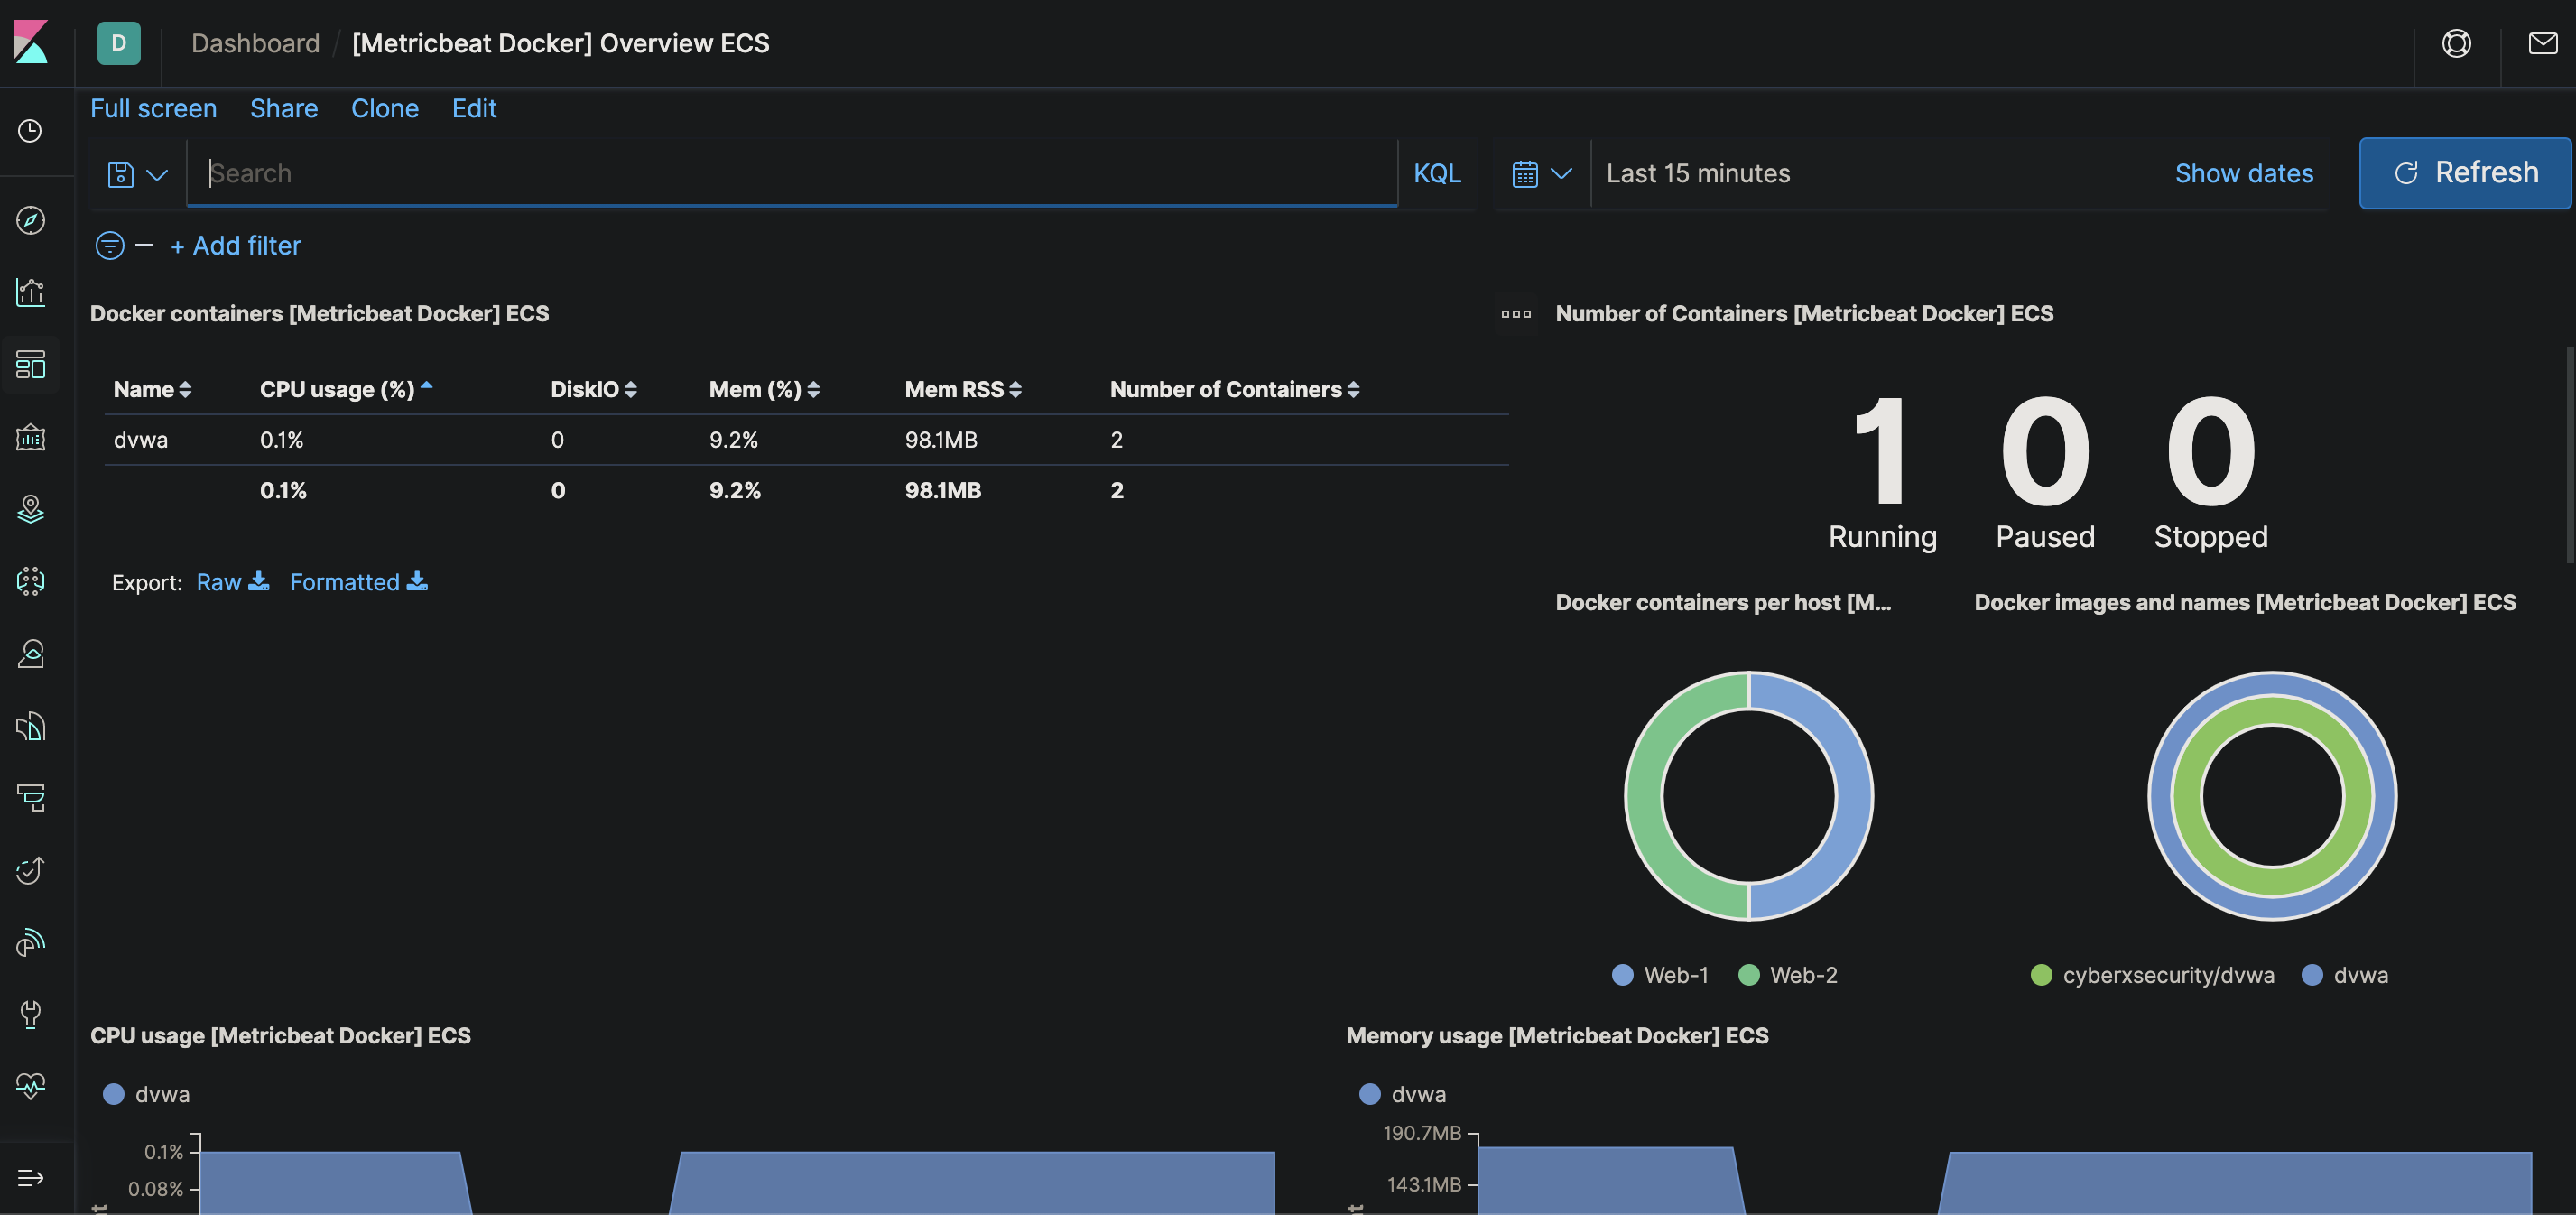 D Dashboard / [Metricbeat Docker] Overview ECS
Full screen Share Clone Edit
Search KQL Last 15 minutes Show dates Refresh
+ Add filter
Docker containers [Metricbeat Docker] ECS
Name CPU usage (%) DiskIO Mem (%) Mem RSS Number of Containers
dvwa 0.1% 0 9.2% 98.1MB 2
0.1% 0 9.2% 98.1MB 2
Export: Raw Formatted
Number of Containers [Metricbeat Docker] ECS
1 0 0
Running Paused Stopped
Docker containers per host [M...
Web-1 Web-2
Docker images and names [Metricbeat Docker] ECS
cyberxsecurity/dvwa dvwa
CPU usage [Metricbeat Docker] ECS
dvwa
0.1%
0.08%
Memory usage [Metricbeat Docker] ECS
dvwa
190.7MB
143.1MB